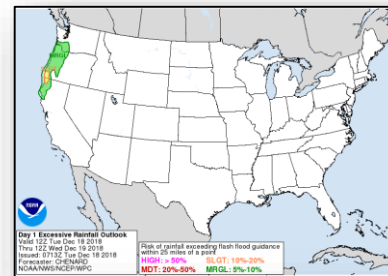 MRGL
noaa
Day 1 Excessive Rainfall Outlook
Valid 12Z Tue Dec 18 2018
Thru 12Z Wed Dec 19 2018
Issued: 0713Z Tue Dec 18 2018
Forecaster: CHENARD
NOAA/NWS/NCEP/WPC
Risk of rainfall exceeding flash flood guidance
within 25 miles of a point
HIGH: > 50% SLGT: 10%-20%
MDT: 20%-50% MRGL: 5%-10%